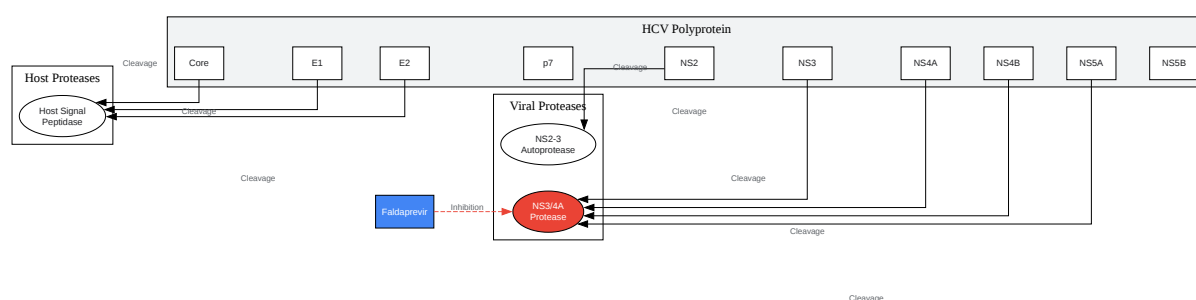 HCV Polyprotein
Core
E1
E2
p7
NS2
NS3
NS4A
NS4B
NS5A
NS5B
Cleavage
Cleavage
Host Proteases
Host Signal
Peptidase
Cleavage
Viral Proteases
Cleavage
NS2-3
Autoprotease
Cleavage
Cleavage
Faldaprevir
Inhibition
NS3/4A
Protease
Cleavage
Cleavage